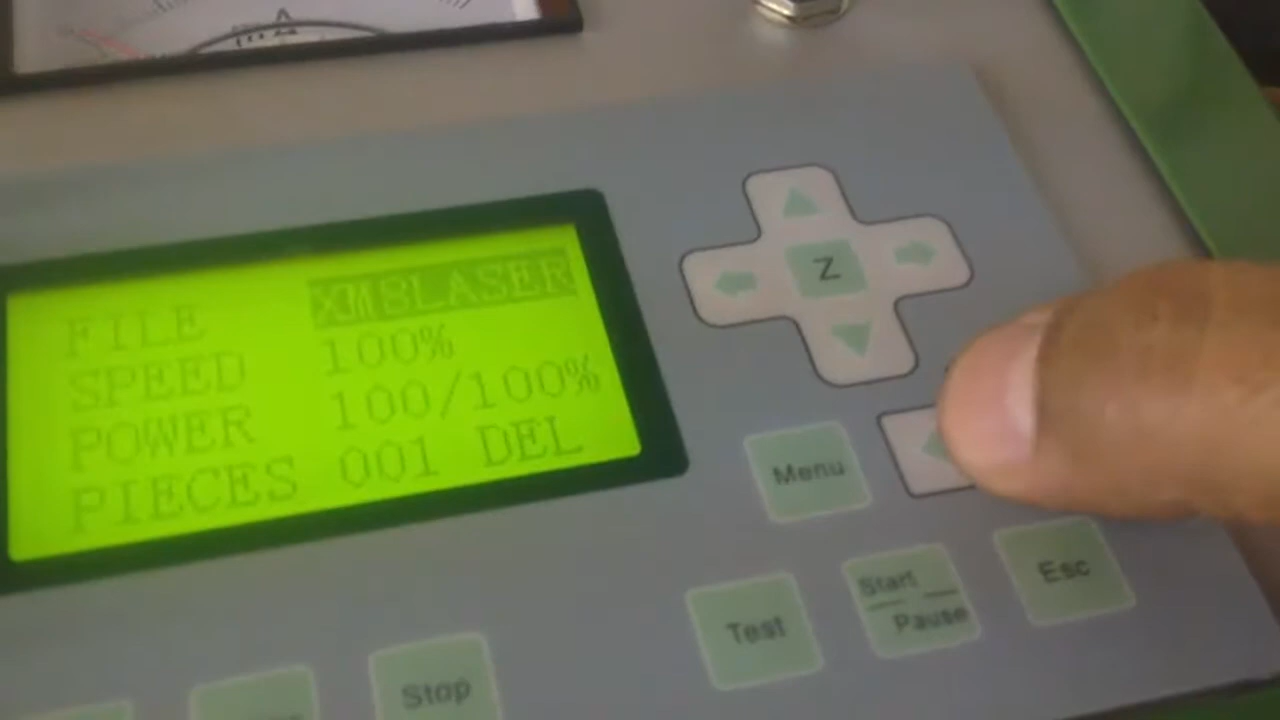 A
FILE XM8LASER
SPEED 100%
POWER 100/100%
PIECES 001 DEL
Z
Menu
Esc
Start
Pause
Test
Stop